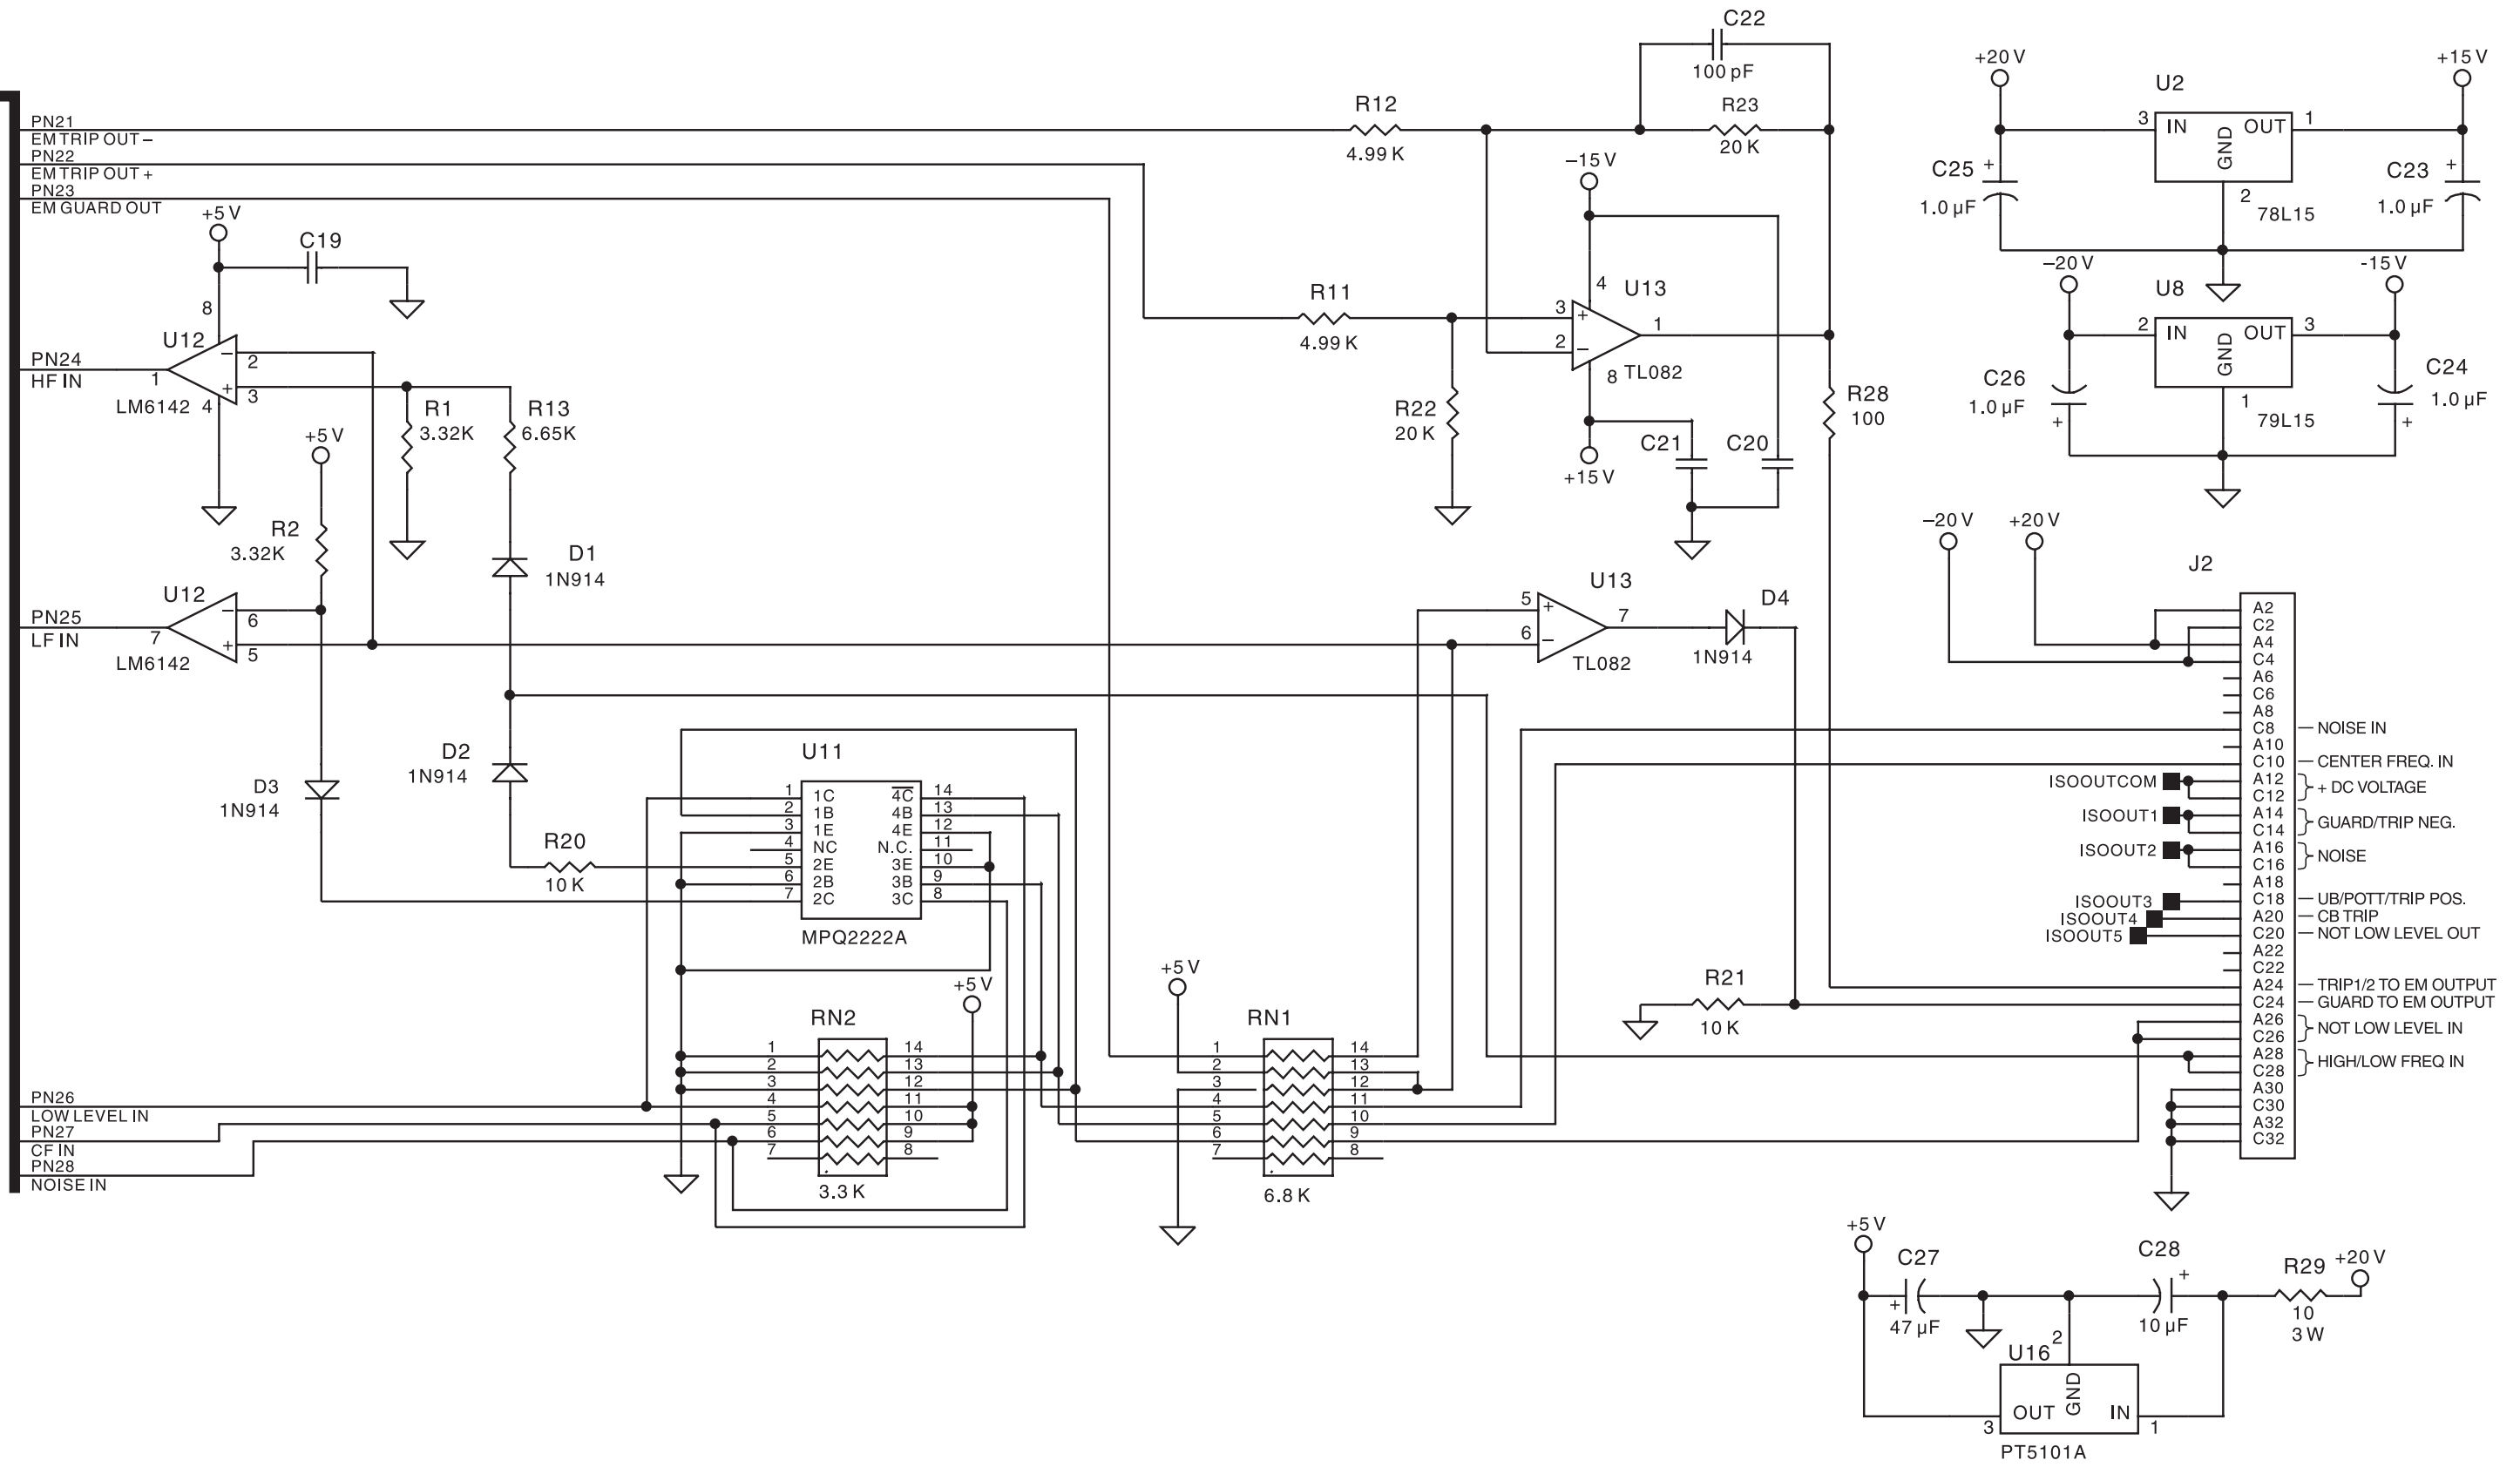 C22
100 pF
PN21
EM TRIP OUT –
PN22
EM TRIP OUT +
PN23
EM GUARD OUT
R12
4.99 K
R23
20 K
+20 V
+15 V
U2
3
IN
GND
OUT
1
2
78L15
C25
+
1.0 µF
C23
+
1.0 µF
+5 V
C19
8
U12
–
2
+
3
1
4
LM6142
PN24
HF IN
R1
3.32K
R13
6.65K
–15 V
4
U13
3
+
2
–
1
8
TL082
R11
4.99 K
R22
20 K
C21
C20
+15 V
R28
100
–20 V
-15 V
U8
2
IN
GND
OUT
3
1
79L15
C26
1.0 µF
+
C24
1.0 µF
+
+5 V
R2
3.32K
D1
1N914
PN25
LF IN
U12
–
6
+
5
7
LM6142
U13
5
+
6
–
7
TL082
D4
1N914
–20 V
+20 V
J2
A2
C2
A4
C4
A6
C6
A8
C8
NOISE IN
A10
C10
CENTER FREQ. IN
ISOOUTCOM
A12
C12
+ DC VOLTAGE
ISOOUT1
A14
C14
GUARD/TRIP NEG.
ISOOUT2
A16
C16
NOISE
A18
ISOOUT3
C18
UB/POTT/TRIP POS.
ISOOUT4
A20
CB TRIP
ISOOUT5
C20
NOT LOW LEVEL OUT
A22
C22
A24
TRIP1/2 TO EM OUTPUT
C24
GUARD TO EM OUTPUT
A26
C26
NOT LOW LEVEL IN
A28
C28
HIGH/LOW FREQ IN
A30
C30
A32
C32
D2
1N914
D3
1N914
R20
10 K
U11
1 1C 4C 14
2 1B 4B 13
3 1E 4E 12
4 NC N.C. 11
5 2E 3E 10
6 2B 3B 9
7 2C 3C 8
MPQ2222A
+5 V
+5 V
R21
10 K
RN2
1 14
2 13
3 12
4 11
5 10
6 9
7 8
3.3 K
RN1
1 14
2 13
3 12
4 11
5 10
6 9
7 8
6.8 K
PN26
LOW LEVEL IN
PN27
CF IN
PN28
NOISE IN
+5 V
C27
+
47 µF
C28
+
10 µF
R29
10
3 W
+20 V
U16
2
GND
OUT
IN
3
1
PT5101A